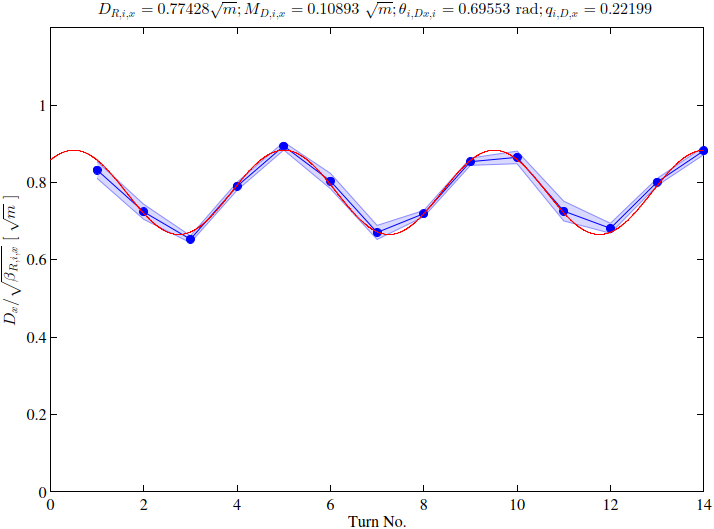 D_{R,i,x} = 0.77428√m; M_{D,i,x} = 0.10893 √m; θ_{i,Dx,i} = 0.69553 rad; q_{i,D,x} = 0.22199
1
0.8
0.6
0.4
0.2
0
D_x/√β_{R,i,x} [ √m ]
0 2 4 6 8 10 12 14
Turn No.